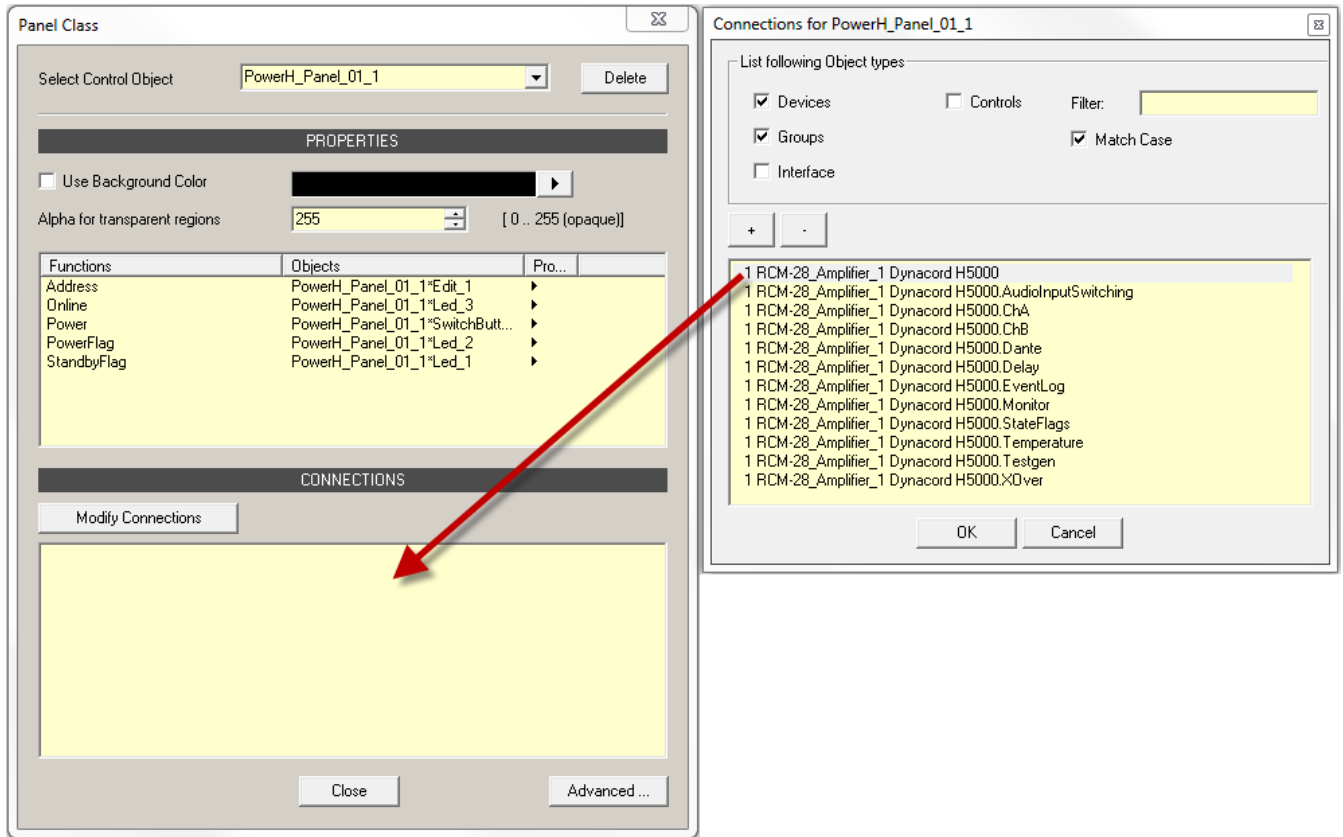 Panel Class
Select Control Object
PowerH_Panel_01_1
Delete
PROPERTIES
Use Background Color
Alpha for transparent regions
255
[ 0 .. 255 (opaque)]
Functions Objects Pro...
Address PowerH_Panel_01_1*Edit_1
Online PowerH_Panel_01_1*Led_3
Power PowerH_Panel_01_1*SwitchButt...
PowerFlag PowerH_Panel_01_1*Led_2
StandbyFlag PowerH_Panel_01_1*Led_1
CONNECTIONS
Modify Connections
Close
Advanced ...
Connections for PowerH_Panel_01_1
List following Object types
Devices
Controls
Filter:
Groups
Match Case
Interface
+
-
1 RCM-28_Amplifier_1 Dynacord H5000
1 RCM-28_Amplifier_1 Dynacord H5000.AudioInputSwitching
1 RCM-28_Amplifier_1 Dynacord H5000.ChA
1 RCM-28_Amplifier_1 Dynacord H5000.ChB
1 RCM-28_Amplifier_1 Dynacord H5000.Dante
1 RCM-28_Amplifier_1 Dynacord H5000.Delay
1 RCM-28_Amplifier_1 Dynacord H5000.EventLog
1 RCM-28_Amplifier_1 Dynacord H5000.Monitor
1 RCM-28_Amplifier_1 Dynacord H5000.StateFlags
1 RCM-28_Amplifier_1 Dynacord H5000.Temperature
1 RCM-28_Amplifier_1 Dynacord H5000.Testgen
1 RCM-28_Amplifier_1 Dynacord H5000.XOver
OK
Cancel